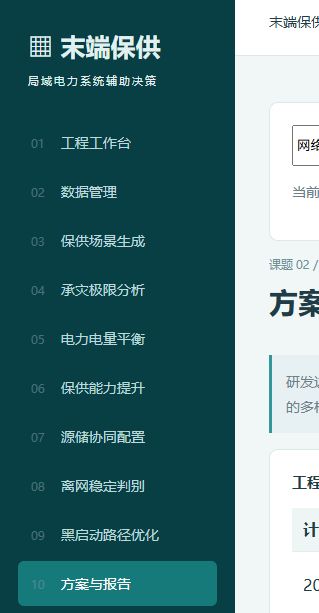 末端保供
局域电力系统辅助决策
01 工程工作台
02 数据管理
03 保供场景生成
04 承灾极限分析
05 电力电量平衡
06 保供能力提升
07 源储协同配置
08 离网稳定判别
09 黑启动路径优化
10 方案与报告
末端保供
网络
当前
课题 02 /
方案
研发
的多
工程
计
20